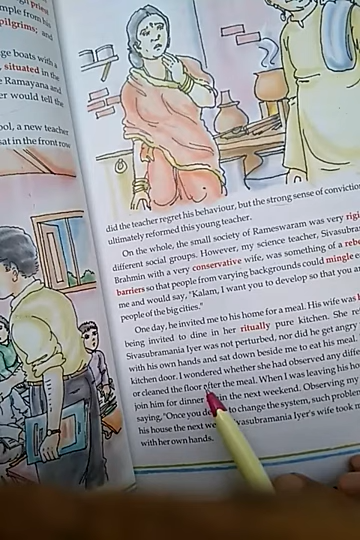 priest
mple from his
pilgrims; and
ge boats with a
, situated in the
e Ramayana and
er would tell the
ool, a new teacher
sat in the front row
did the teacher regret his behaviour, but the strong sense of conviction
ultimately reformed this young teacher.
On the whole, the small society of Rameswaram was very rig
different social groups. However, my science teacher, Sivasubra
Brahmin with a very conservative wife, was something of a reb
barriers so that people from varying backgrounds could mingle e
me and would say, "Kalam, I want you to develop so that you a
people of the big cities."
One day, he invited me to his home for a meal. His wife was
being invited to dine in her ritually pure kitchen. She re
Sivasubramania Iyer was not perturbed, nor did he get angry
with his own hands and sat down beside me to eat his meal.
kitchen door. I wondered whether she had observed any diff
or cleaned the floor after the meal. When I was leaving his ho
join him for dinner in the next weekend. Observing my
saying, "Once you de to change the system, such problem
his house the next we vasubramania Iyer's wife took m
with her own hands.